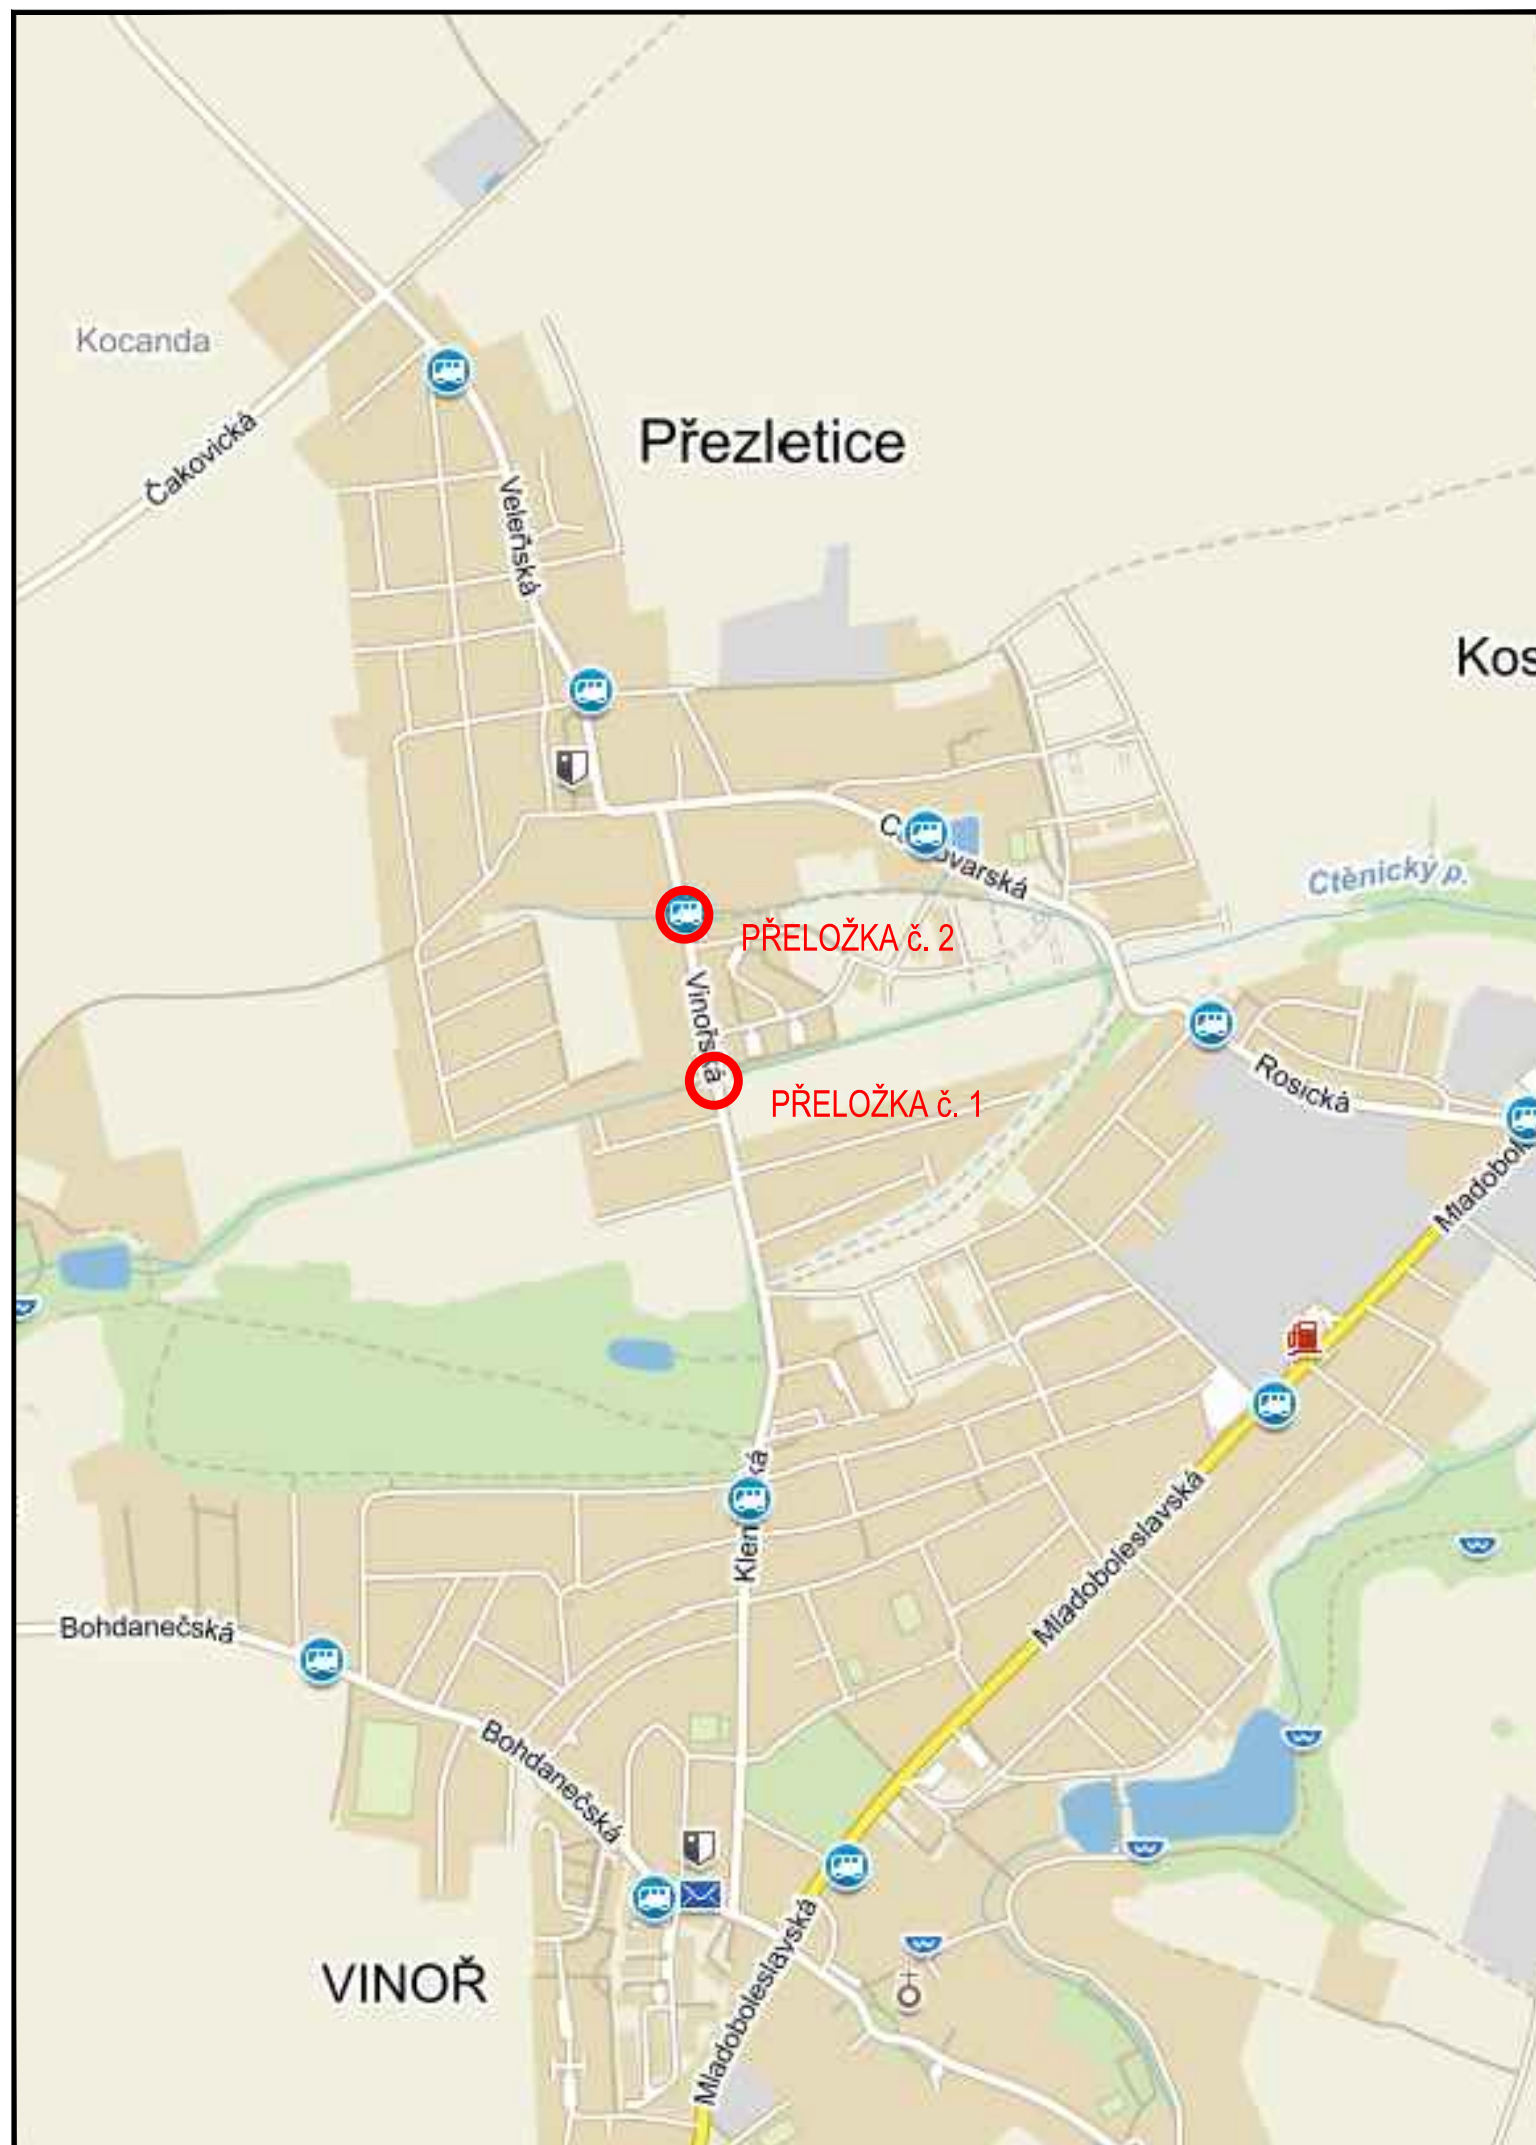 Kocanda
Čakovická
Přezletice
Veleňská
Kos
Ctěnický p.
PŘELOŽKA č. 2
Vinořská
PŘELOŽKA č. 1
Rosická
Mladobol
Mladoboleslavská
Bohdanečská
Bohdanečská
VINOŘ
Mladoboleslavská